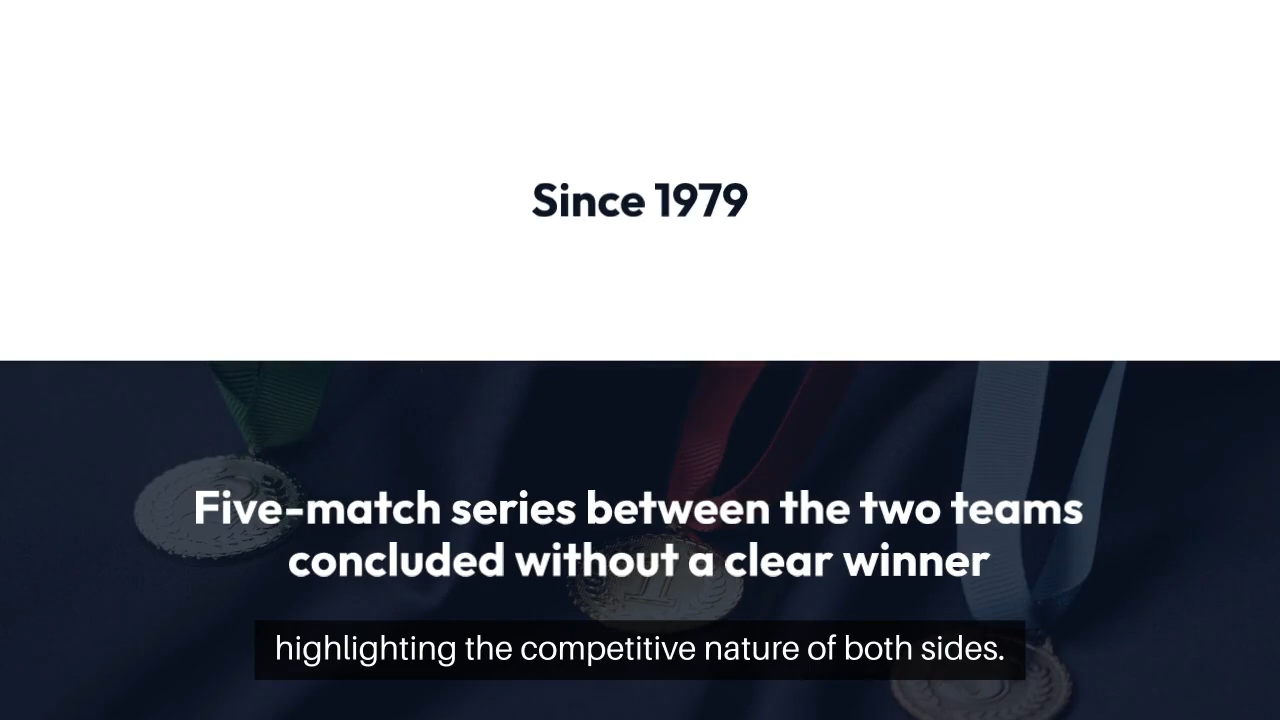 Since 1979
Five-match series between the two teams
concluded without a clear winner
highlighting the competitive nature of both sides.